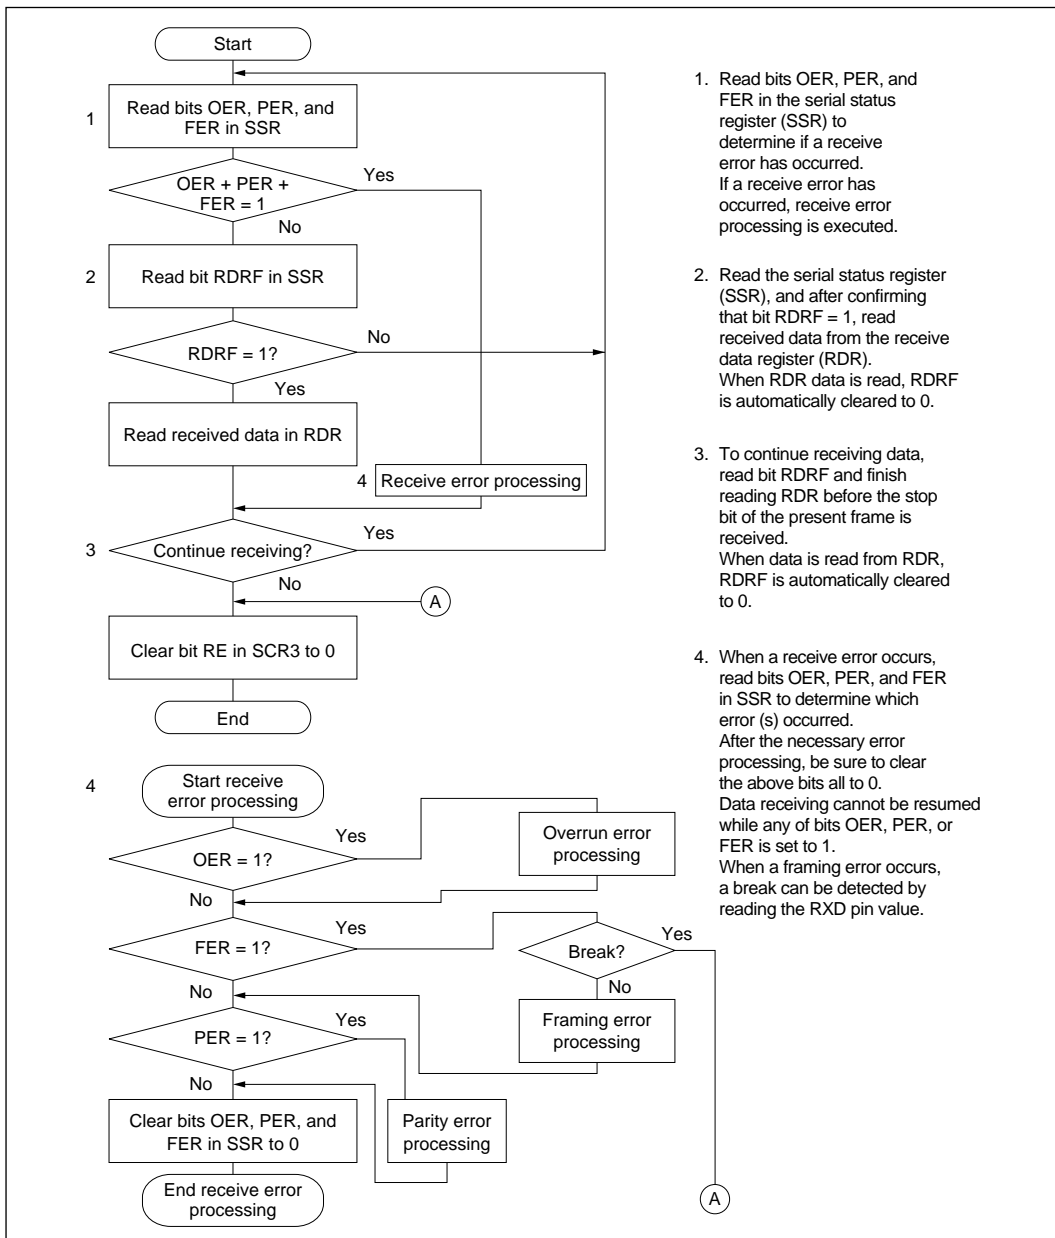 Start
1
Read bits OER, PER, and
FER in SSR
OER + PER +
FER = 1
Yes
No
2
Read bit RDRF in SSR
RDRF = 1?
No
Yes
Read received data in RDR
4
Receive error processing
3
Continue receiving?
Yes
No
A
Clear bit RE in SCR3 to 0
End
4
Start receive
error processing
OER = 1?
Yes
Overrun error
processing
No
FER = 1?
Yes
Break?
Yes
No
No
Framing error
processing
PER = 1?
Yes
No
Clear bits OER, PER, and
FER in SSR to 0
Parity error
processing
End receive error
processing
A
1. Read bits OER, PER, and
FER in the serial status
register (SSR) to
determine if a receive
error has occurred.
If a receive error has
occurred, receive error
processing is executed.
2. Read the serial status register
(SSR), and after confirming
that bit RDRF = 1, read
received data from the receive
data register (RDR).
When RDR data is read, RDRF
is automatically cleared to 0.
3. To continue receiving data,
read bit RDRF and finish
reading RDR before the stop
bit of the present frame is
received.
When data is read from RDR,
RDRF is automatically cleared
to 0.
4. When a receive error occurs,
read bits OER, PER, and FER
in SSR to determine which
error (s) occurred.
After the necessary error
processing, be sure to clear
the above bits all to 0.
Data receiving cannot be resumed
while any of bits OER, PER, or
FER is set to 1.
When a framing error occurs,
a break can be detected by
reading the RXD pin value.